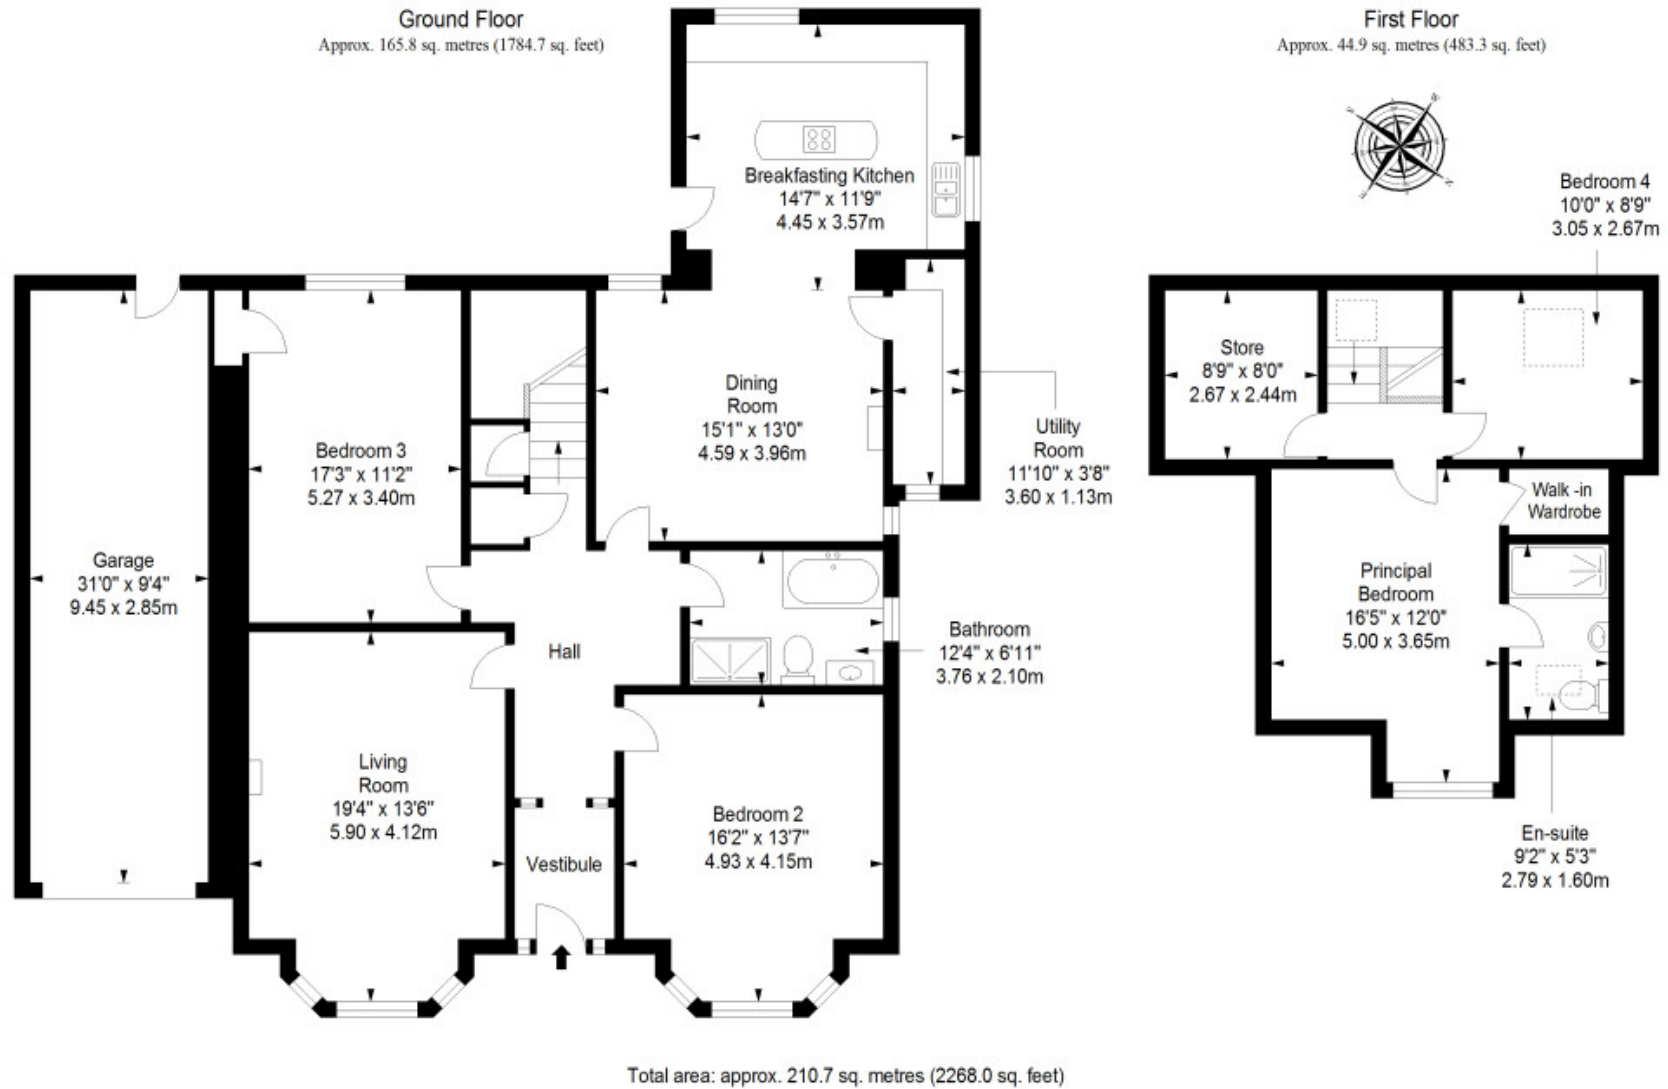 Ground Floor
Approx. 165.8 sq. metres (1784.7 sq. feet)
First Floor
Approx. 44.9 sq. metres (483.3 sq. feet)
Breakfasting Kitchen
14'7" x 11'9"
4.45 x 3.57m
Bedroom 4
10'0" x 8'9"
3.05 x 2.67m
Store
8'9" x 8'0"
2.67 x 2.44m
Dining
Room
15'1" x 13'0"
4.59 x 3.96m
Utility
Room
11'10" x 3'8"
3.60 x 1.13m
Bedroom 3
17'3" x 11'2"
5.27 x 3.40m
Walk -in
Wardrobe
Garage
31'0" x 9'4"
9.45 x 2.85m
Principal
Bedroom
16'5" x 12'0"
5.00 x 3.65m
Hall
Bathroom
12'4" x 6'11"
3.76 x 2.10m
Living
Room
19'4" x 13'6"
5.90 x 4.12m
Bedroom 2
16'2" x 13'7"
4.93 x 4.15m
Vestibule
En-suite
9'2" x 5'3"
2.79 x 1.60m
Total area: approx. 210.7 sq. metres (2268.0 sq. feet)